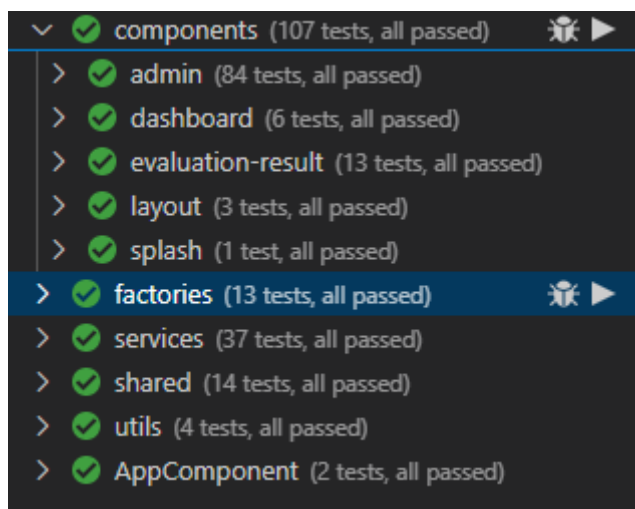 components (107 tests, all passed)
admin (84 tests, all passed)
dashboard (6 tests, all passed)
evaluation-result (13 tests, all passed)
layout (3 tests, all passed)
splash (1 test, all passed)
factories (13 tests, all passed)
services (37 tests, all passed)
shared (14 tests, all passed)
utils (4 tests, all passed)
AppComponent (2 tests, all passed)